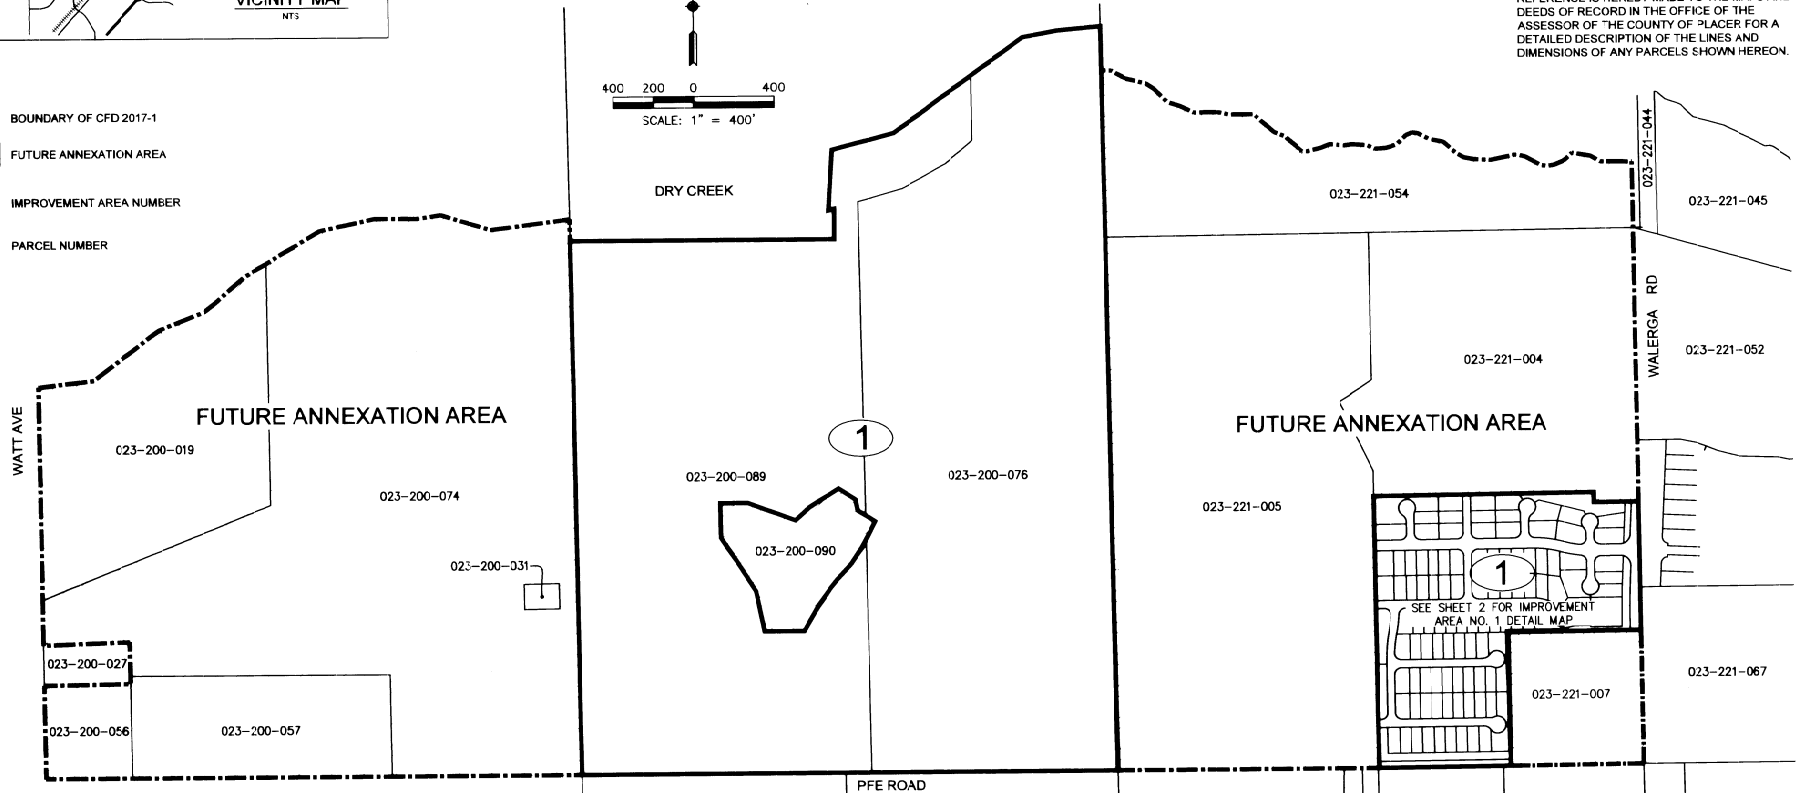 VICINITY MAP
NTS
DEEDS OF RECORD IN THE OFFICE OF THE
ASSESSOR OF THE COUNTY OF PLACER FOR A
DETAILED DESCRIPTION OF THE LINES AND
DIMENSIONS OF ANY PARCELS SHOWN HEREON.
400 200 0 400
SCALE: 1" = 400'
BOUNDARY OF CFD 2017-1
FUTURE ANNEXATION AREA
IMPROVEMENT AREA NUMBER
PARCEL NUMBER
DRY CREEK
023-221-044
023-221-054
023-221-045
WALERGA RD
023-221-004
023-221-052
WATT AVE
FUTURE ANNEXATION AREA
FUTURE ANNEXATION AREA
1
023-200-019
023-200-089
023-200-076
023-200-074
023-221-005
023-200-090
023-200-031
1
SEE SHEET 2 FOR IMPROVEMENT
AREA NO. 1 DETAIL MAP
023-200-027
023-221-067
023-221-007
023-200-056
023-200-057
PFE ROAD